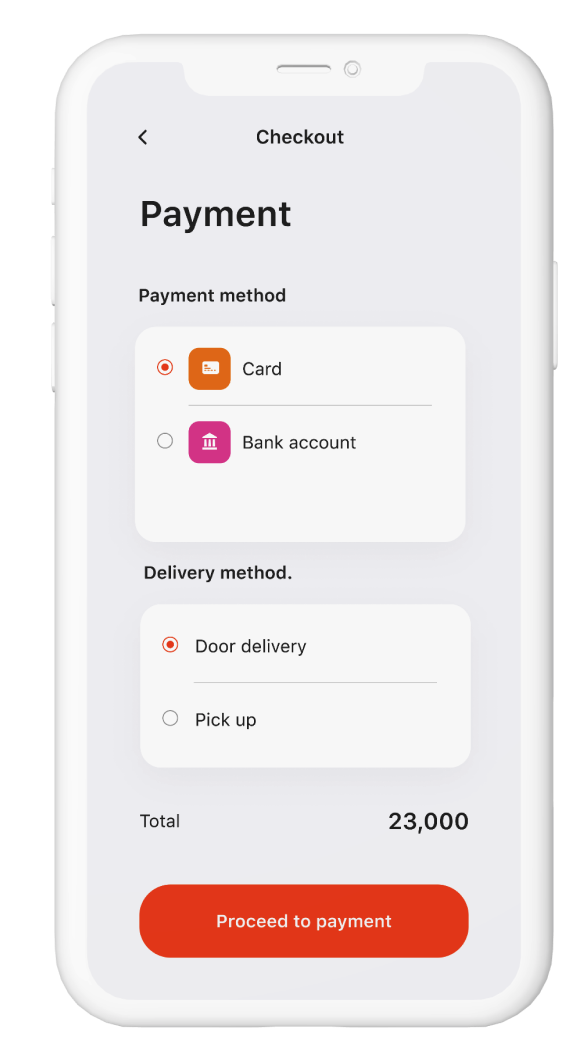 Checkout
Payment
Payment method
Card
Bank account
Delivery method.
Door delivery
Pick up
Total 23,000
Proceed to payment